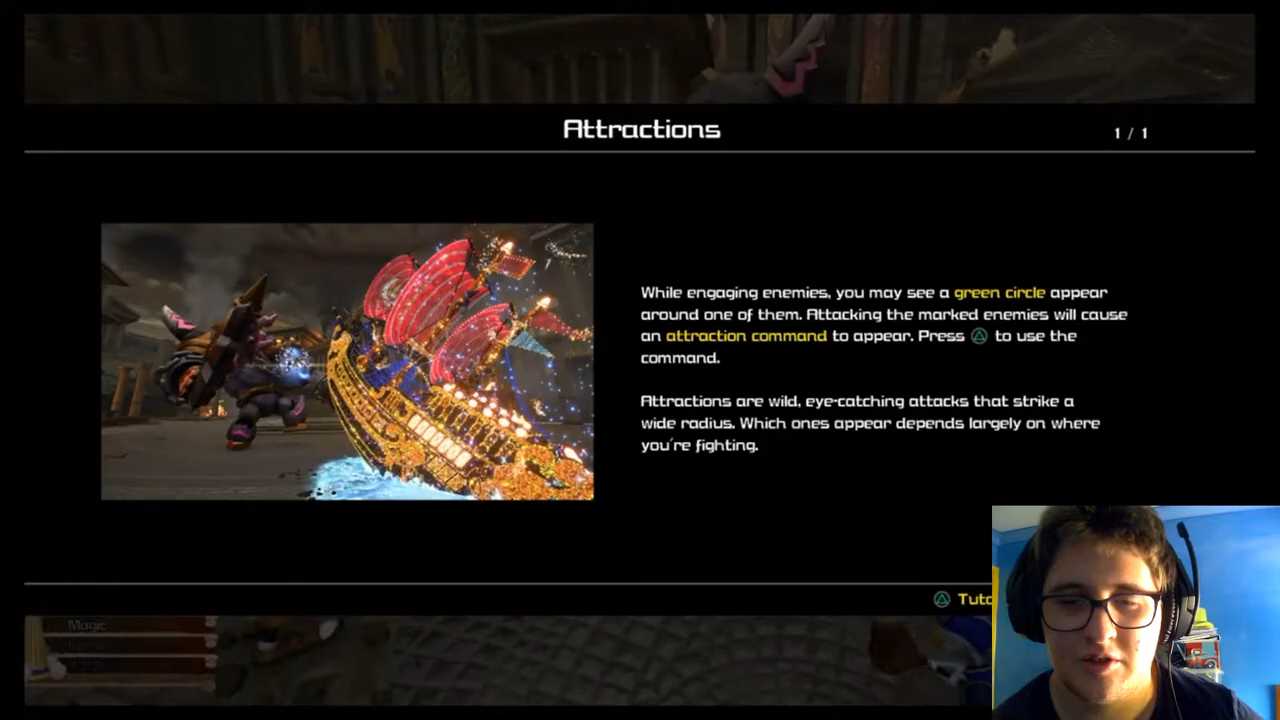 Attractions
1 / 1
While engaging enemies, you may see a green circle appear
around one of them. Attacking the marked enemies will cause
an attraction command to appear. Press to use the
command.
Attractions are wild, eye-catching attacks that strike a
wide radius. Which ones appear depends largely on where
you're fighting.
Tuto
Magic